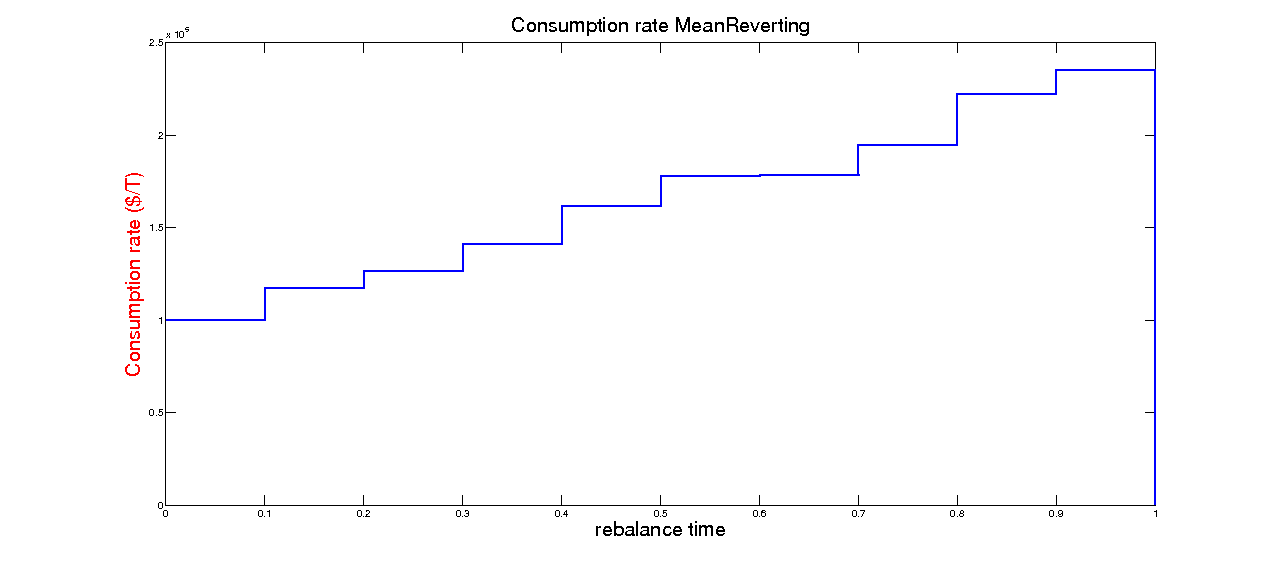 Consumption rate MeanReverting
x 10^5
2.5
2
1.5
1
0.5
0
Consumption rate ($/T)
0 0.1 0.2 0.3 0.4 0.5 0.6 0.7 0.8 0.9 1
rebalance time